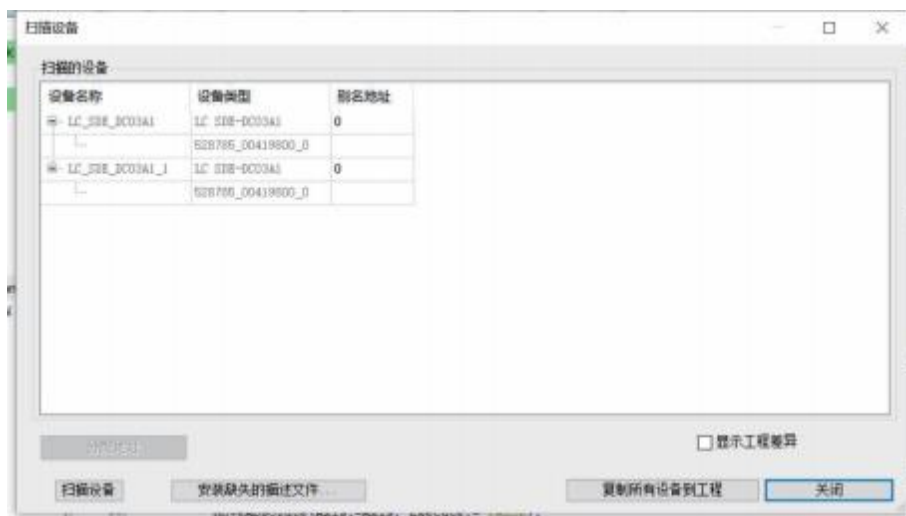 扫描设备
扫描的设备
设备名称 设备类型 别名地址
LC_SDE_DC03A1 LC SDE-DC03A1 0
528785_00419800_0
LC_SDE_DC03A1_1 LC SDE-DC03A1 0
528785_00419800_0
显示工程差异
扫描设备 安装缺失的描述文件... 复制所有设备到工程 关闭